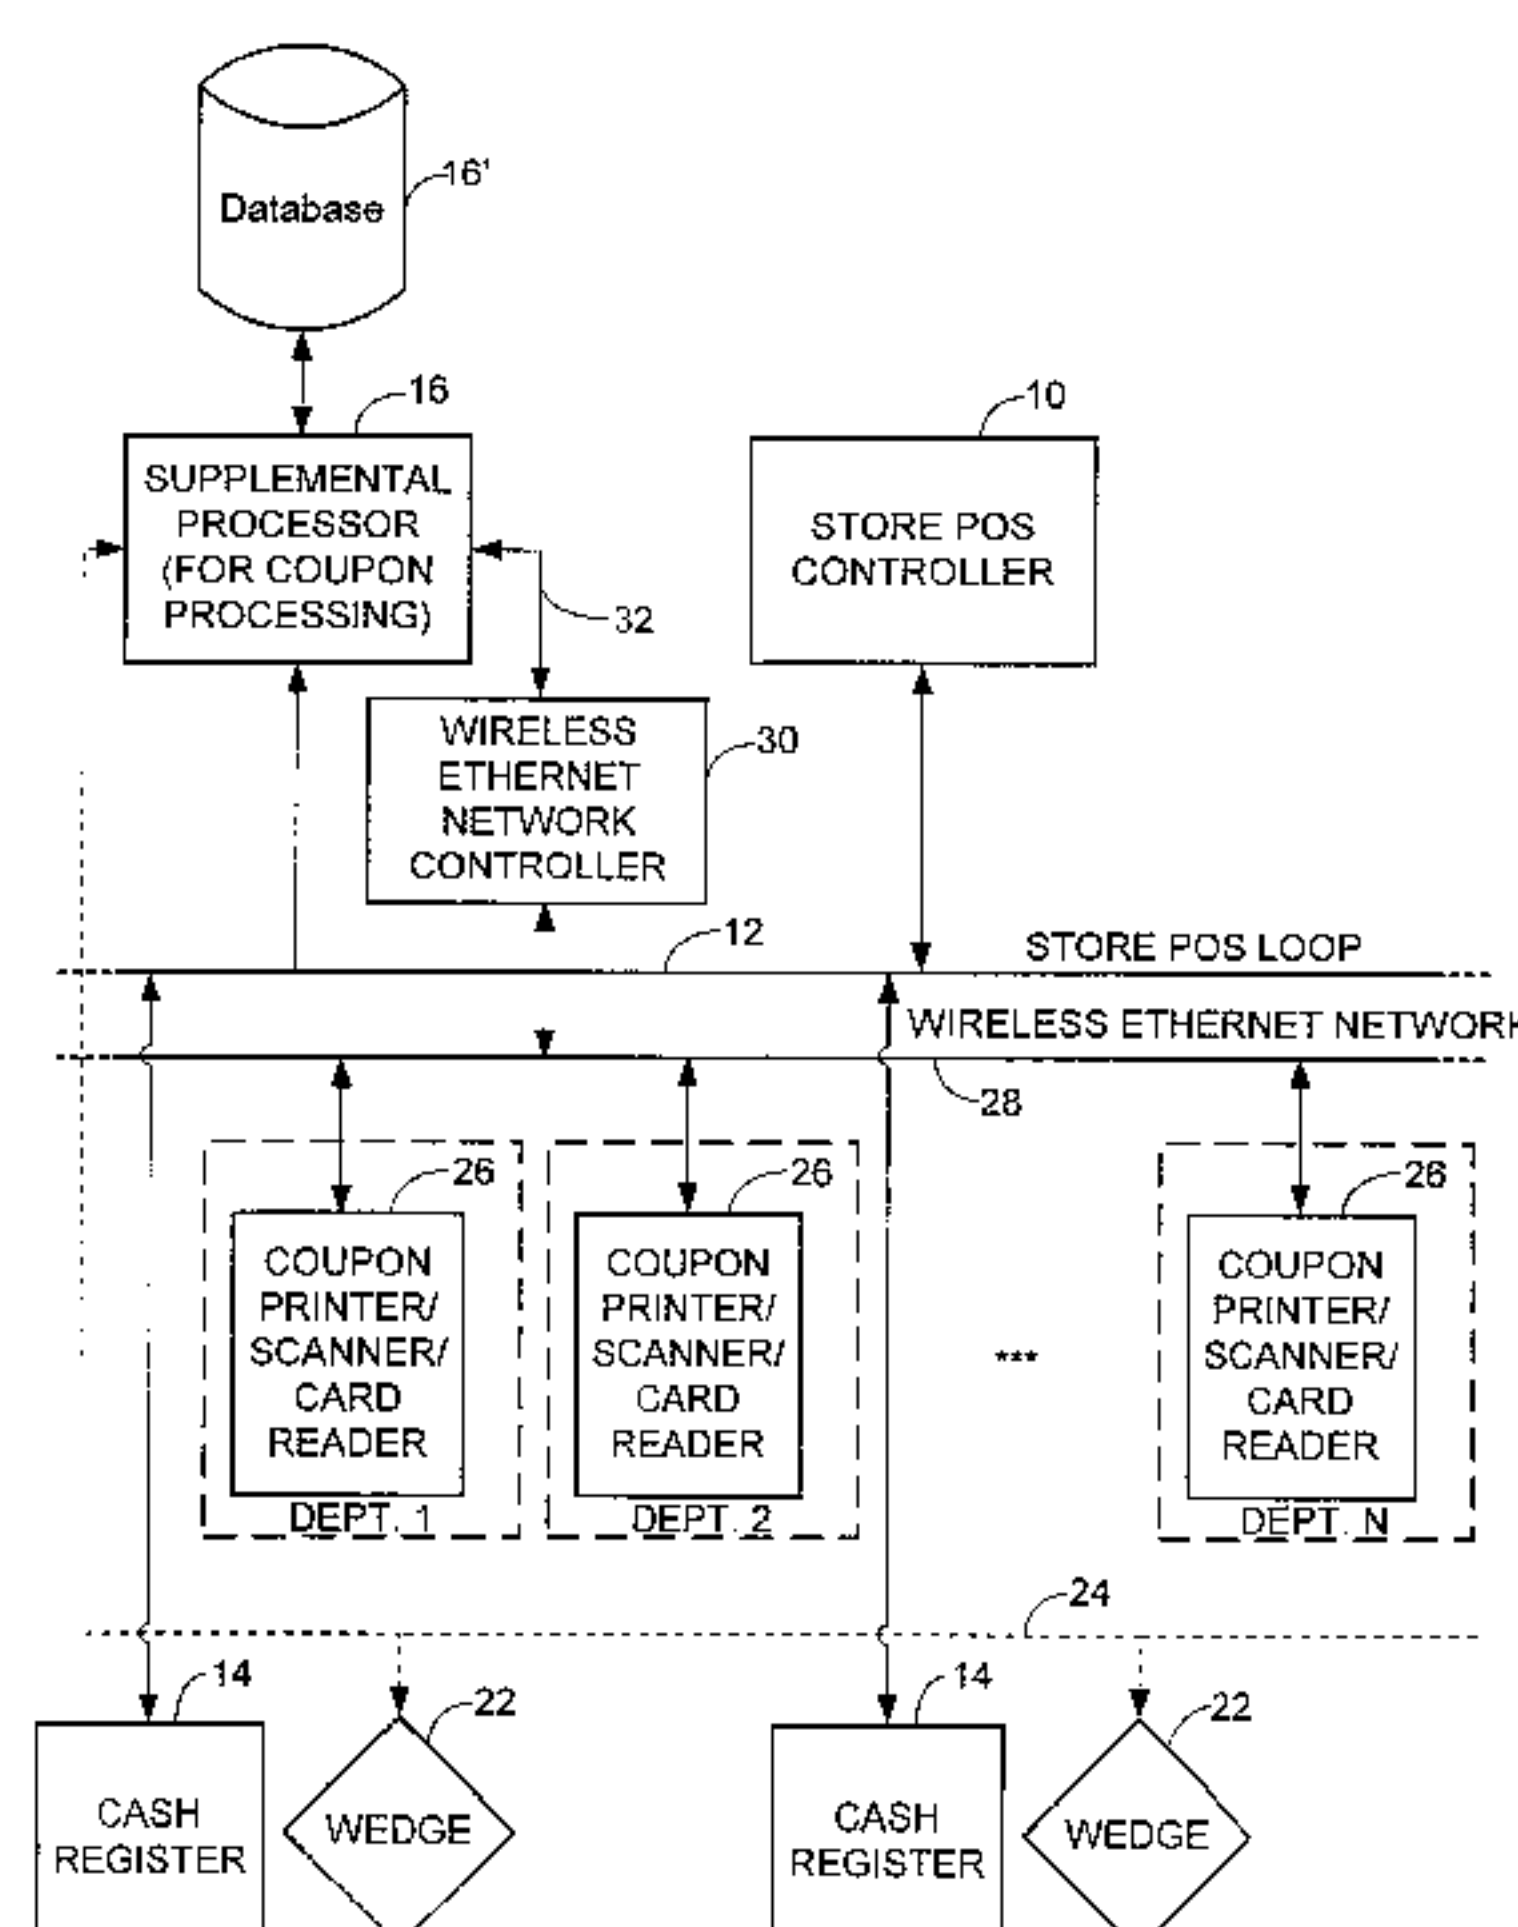 16'
Database
16
10
SUPPLEMENTAL
PROCESSOR
(FOR COUPON
PROCESSING)
STORE POS
CONTROLLER
32
WIRELESS
ETHERNET
NETWORK
CONTROLLER
30
12
STORE POS LOOP
WIRELESS ETHERNET NETWORK
28
26
26
26
COUPON
PRINTER/
SCANNER/
CARD
READER
DEPT. 1
COUPON
PRINTER/
SCANNER/
CARD
READER
DEPT. 2
***
COUPON
PRINTER/
SCANNER/
CARD
READER
DEPT. N
24
14
22
14
22
CASH
REGISTER
WEDGE
CASH
REGISTER
WEDGE